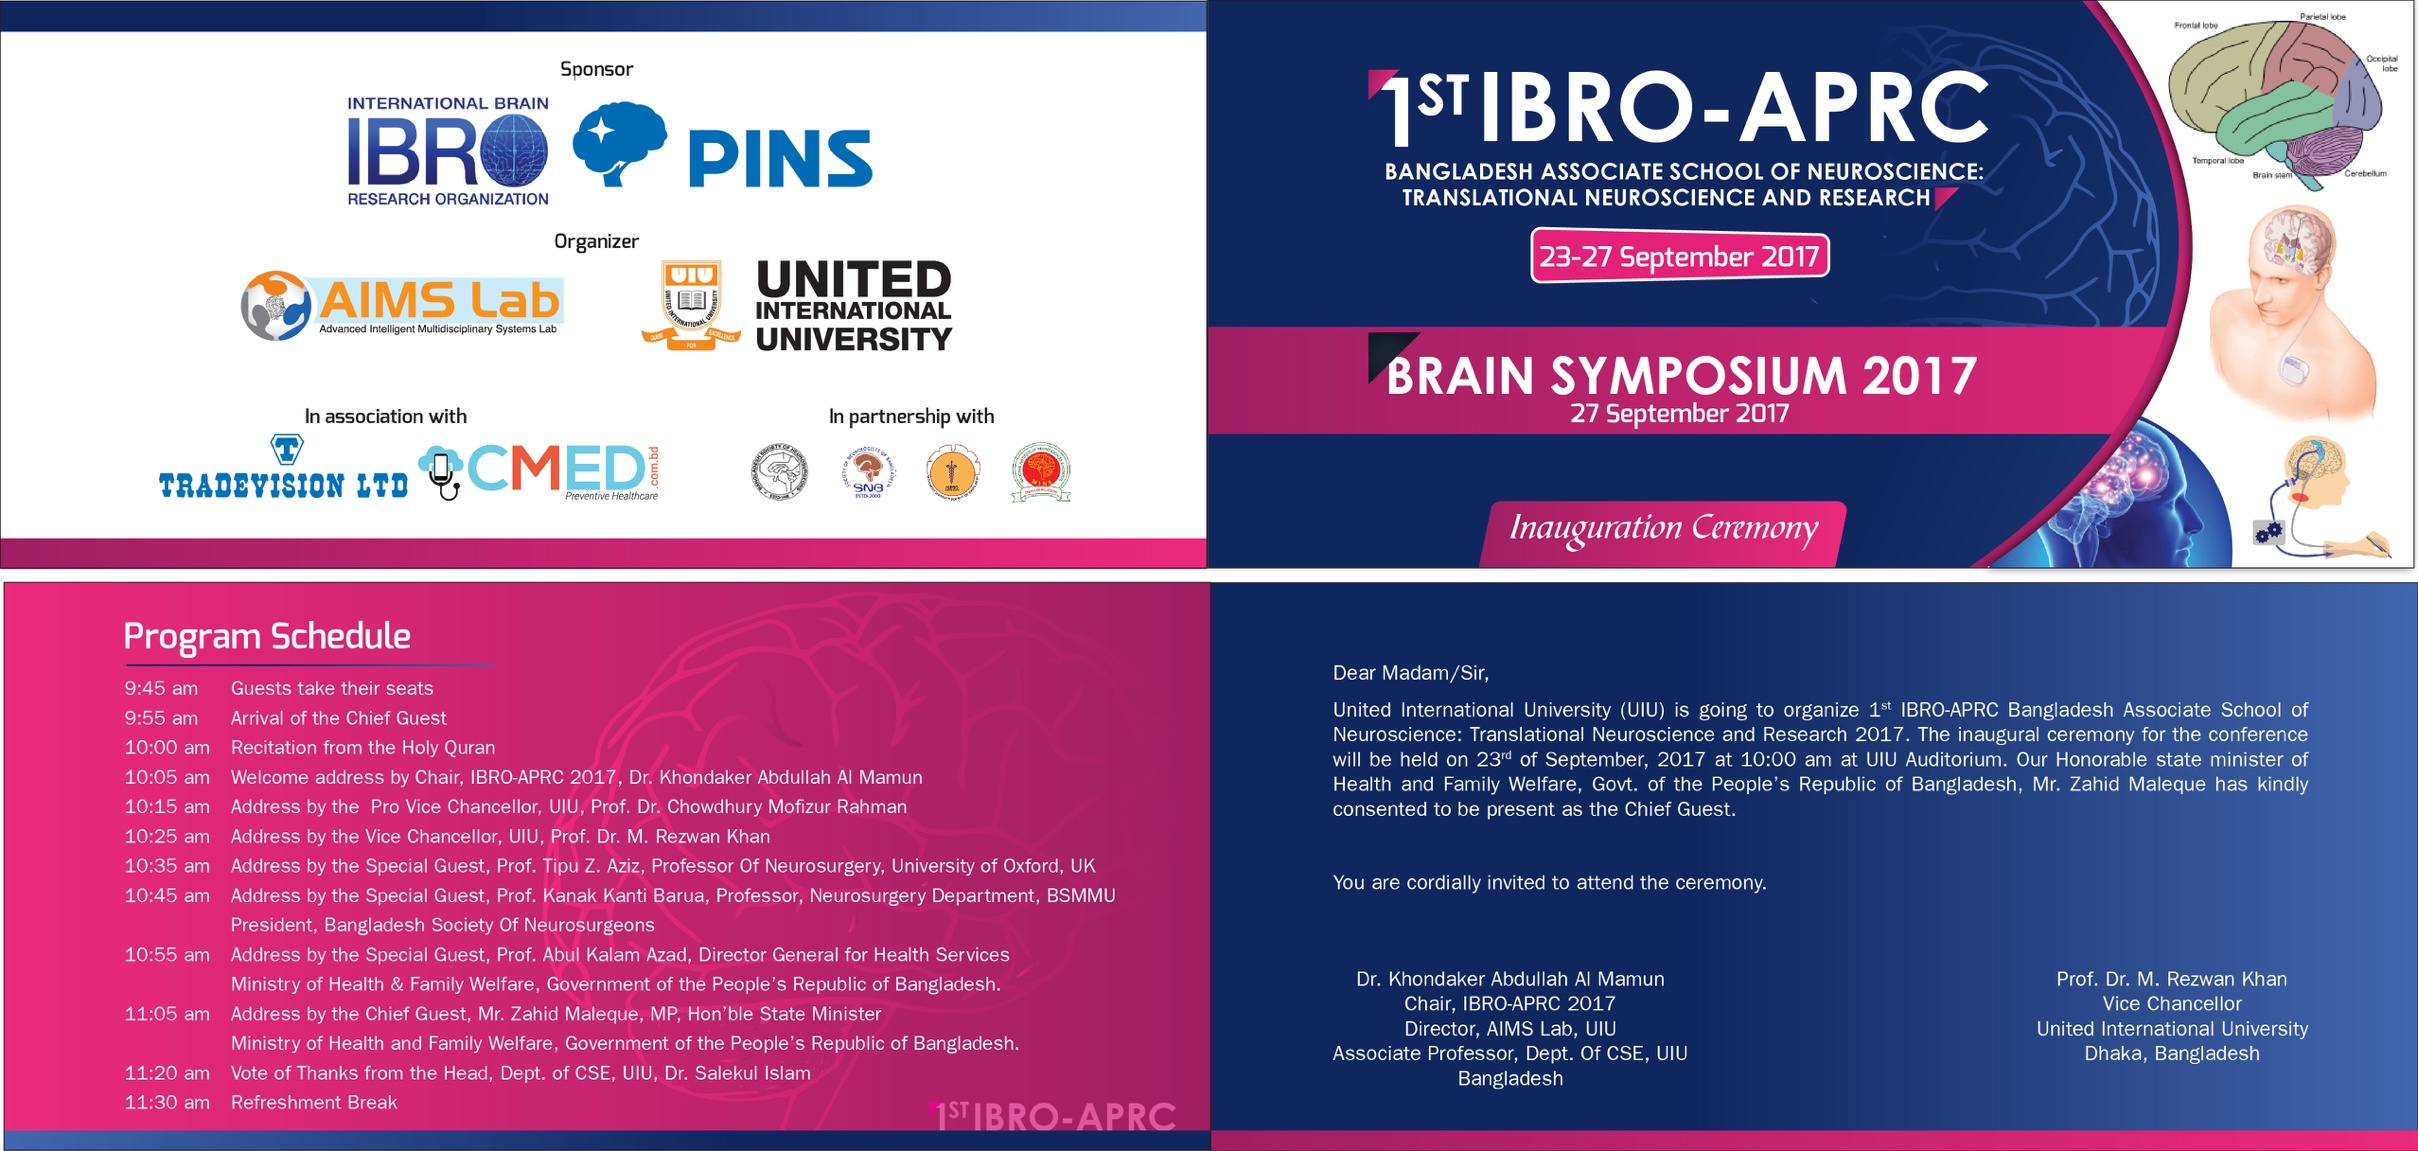 Sponsor
INTERNATIONAL BRAIN
IBRO
RESEARCH ORGANIZATION
PINS
Organizer
AIMS Lab
Advanced Intelligent Multidisciplinary Systems Lab
UIU
UNITED INTERNATIONAL UNIVERSITY
QUEST FOR EXCELLENCE
UNITED
INTERNATIONAL
UNIVERSITY
In association with
T
TRADEVISION LTD
CMED
.com.bd
Preventive Healthcare
In partnership with
SNB
ESTD-2000
NINS
1ST IBRO-APRC
BANGLADESH ASSOCIATE SCHOOL OF NEUROSCIENCE:
TRANSLATIONAL NEUROSCIENCE AND RESEARCH
23-27 September 2017
BRAIN SYMPOSIUM 2017
27 September 2017
Inauguration Ceremony
Frontal lobe
Parietal lobe
Occipital
lobe
Temporal lobe
Brain stem
Cerebellum
Program Schedule
9:45 am Guests take their seats
9:55 am Arrival of the Chief Guest
10:00 am Recitation from the Holy Quran
10:05 am Welcome address by Chair, IBRO-APRC 2017, Dr. Khondaker Abdullah Al Mamun
10:15 am Address by the Pro Vice Chancellor, UIU, Prof. Dr. Chowdhury Mofizur Rahman
10:25 am Address by the Vice Chancellor, UIU, Prof. Dr. M. Rezwan Khan
10:35 am Address by the Special Guest, Prof. Tipu Z. Aziz, Professor Of Neurosurgery, University of Oxford, UK
10:45 am Address by the Special Guest, Prof. Kanak Kanti Barua, Professor, Neurosurgery Department, BSMMU
President, Bangladesh Society Of Neurosurgeons
10:55 am Address by the Special Guest, Prof. Abul Kalam Azad, Director General for Health Services
Ministry of Health & Family Welfare, Government of the People's Republic of Bangladesh.
11:05 am Address by the Chief Guest, Mr. Zahid Maleque, MP, Hon'ble State Minister
Ministry of Health and Family Welfare, Government of the People's Republic of Bangladesh.
11:20 am Vote of Thanks from the Head, Dept. of CSE, UIU, Dr. Salekul Islam
11:30 am Refreshment Break
1ST IBRO-APRC
Dear Madam/Sir,
United International University (UIU) is going to organize 1st IBRO-APRC Bangladesh Associate School of
Neuroscience: Translational Neuroscience and Research 2017. The inaugural ceremony for the conference
will be held on 23rd of September, 2017 at 10:00 am at UIU Auditorium. Our Honorable state minister of
Health and Family Welfare, Govt. of the People's Republic of Bangladesh, Mr. Zahid Maleque has kindly
consented to be present as the Chief Guest.
You are cordially invited to attend the ceremony.
Dr. Khondaker Abdullah Al Mamun
Chair, IBRO-APRC 2017
Director, AIMS Lab, UIU
Associate Professor, Dept. Of CSE, UIU
Bangladesh
Prof. Dr. M. Rezwan Khan
Vice Chancellor
United International University
Dhaka, Bangladesh